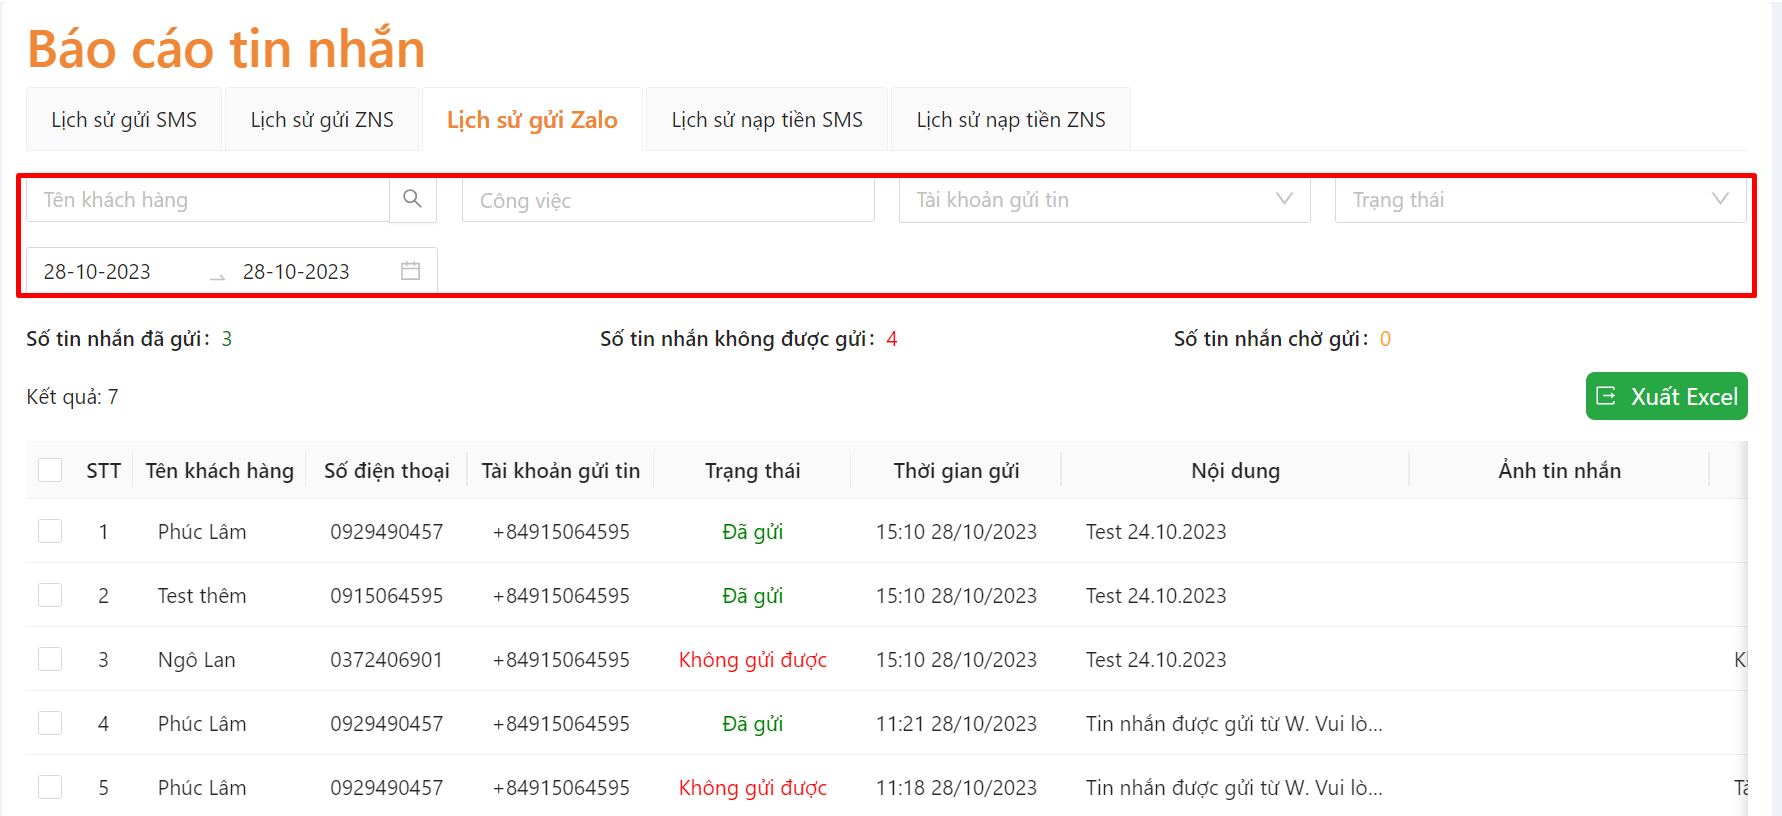 Báo cáo tin nhắn
Lịch sử gửi SMS Lịch sử gửi ZNS Lịch sử gửi Zalo Lịch sử nạp tiền SMS Lịch sử nạp tiền ZNS
Tên khách hàng Công việc Tài khoản gửi tin Trạng thái
28-10-2023 → 28-10-2023
Số tin nhắn đã gửi: 3 Số tin nhắn không được gửi: 4 Số tin nhắn chờ gửi: 0
Kết quả: 7 Xuất Excel
STT Tên khách hàng Số điện thoại Tài khoản gửi tin Trạng thái Thời gian gửi Nội dung Ảnh tin nhắn
1 Phúc Lâm 0929490457 +84915064595 Đã gửi 15:10 28/10/2023 Test 24.10.2023
2 Test thêm 0915064595 +84915064595 Đã gửi 15:10 28/10/2023 Test 24.10.2023
3 Ngô Lan 0372406901 +84915064595 Không gửi được 15:10 28/10/2023 Test 24.10.2023
4 Phúc Lâm 0929490457 +84915064595 Đã gửi 11:21 28/10/2023 Tin nhắn được gửi từ W. Vui lò...
5 Phúc Lâm 0929490457 +84915064595 Không gửi được 11:18 28/10/2023 Tin nhắn được gửi từ W. Vui lò...